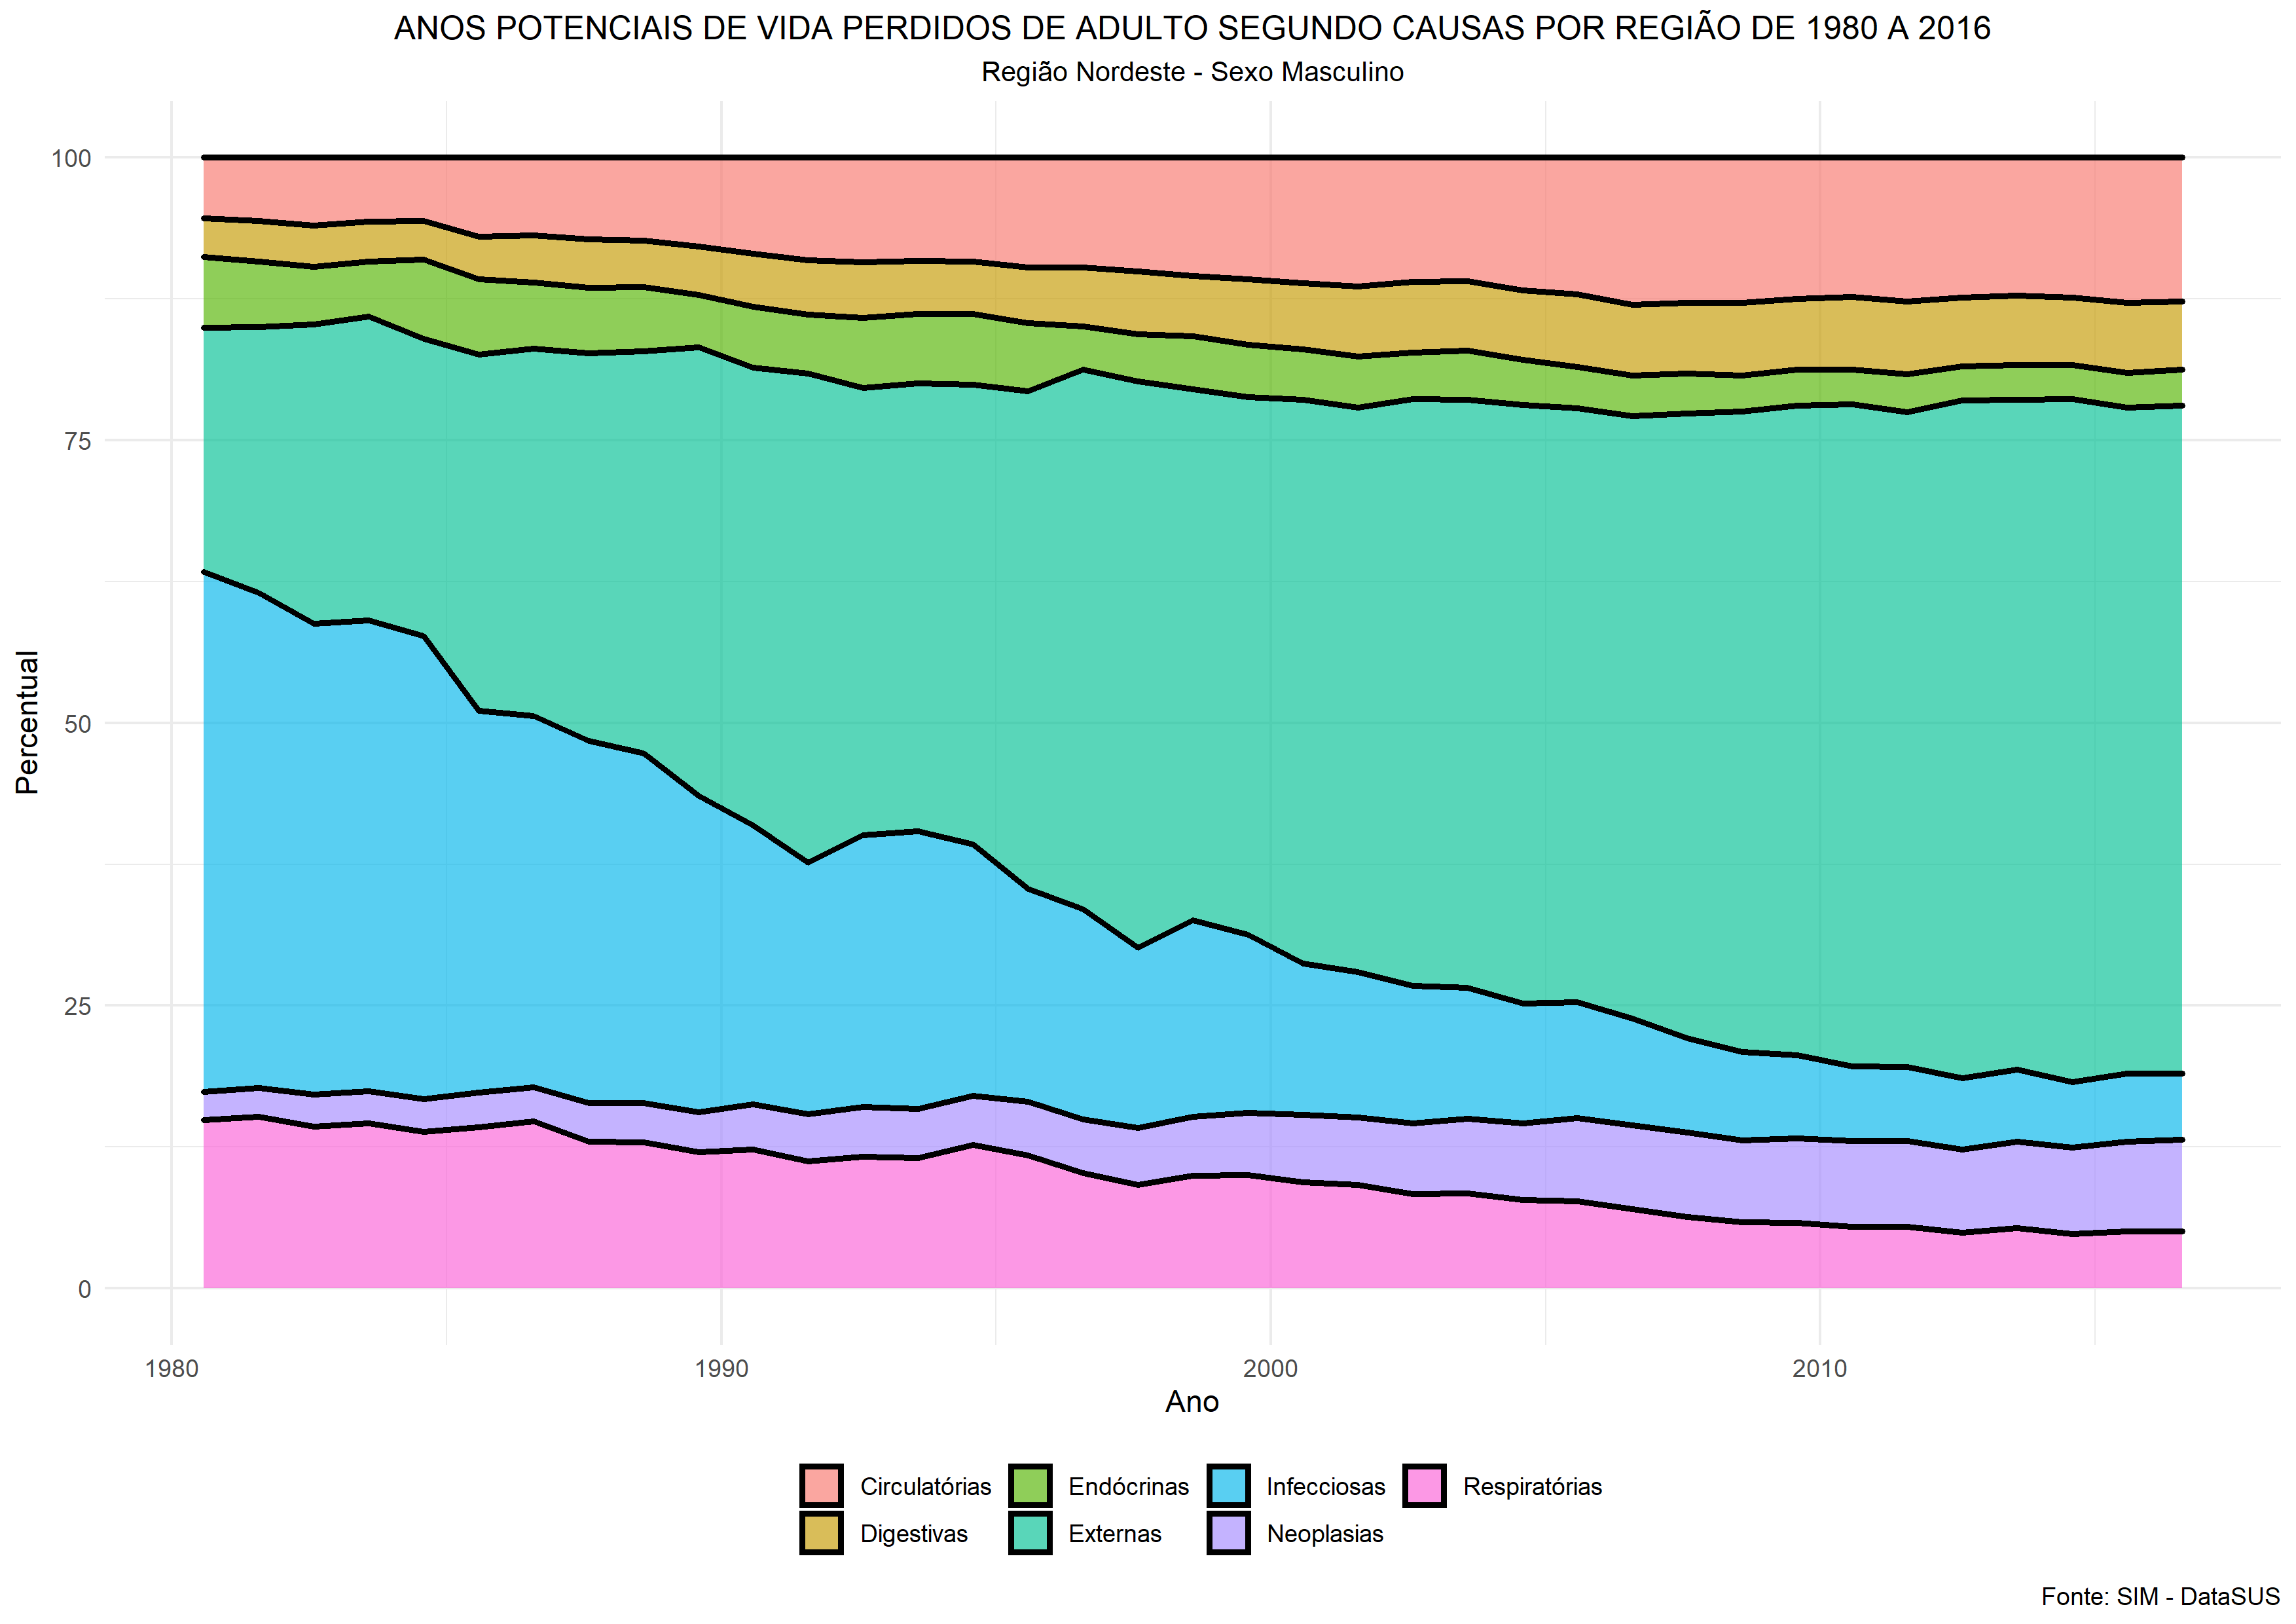 ANOS POTENCIAIS DE VIDA PERDIDOS DE ADULTO SEGUNDO CAUSAS POR REGIÃO DE 1980 A 2016
Região Nordeste - Sexo Masculino
Percentual
100
75
50
25
0
1980 1990 2000 2010
Ano
Circulatórias Endócrinas Infecciosas Respiratórias
Digestivas Externas Neoplasias
Fonte: SIM - DataSUS